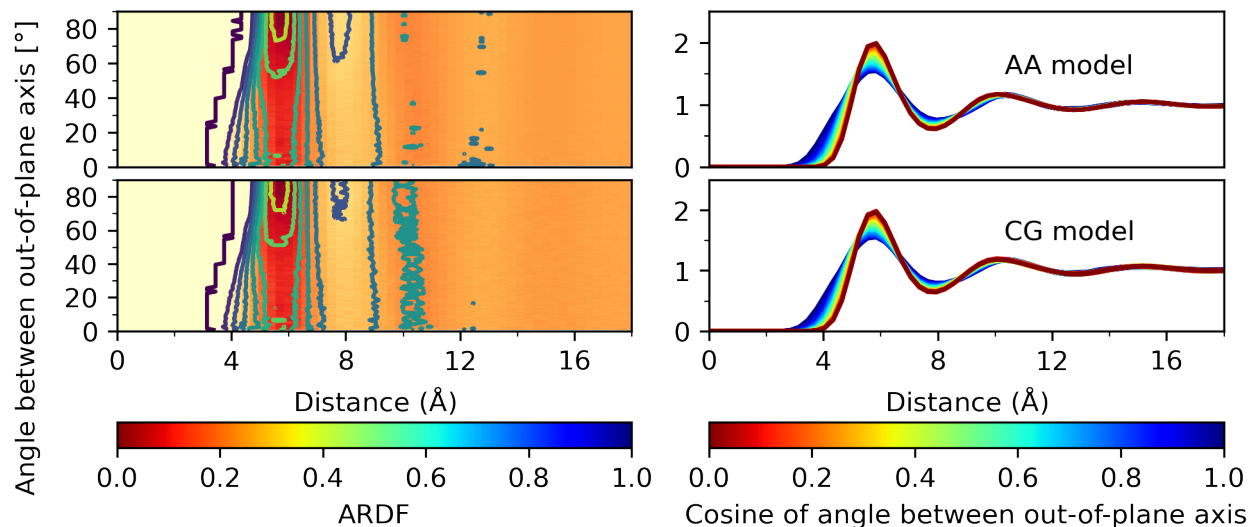 Angle between out-of-plane axis [°]
80
60
40
20
0
80
60
40
20
0
0 4 8 12 16
Distance (Å)
0.0 0.2 0.4 0.6 0.8 1.0
ARDF
2
1
0
AA model
2
1
0
CG model
0 4 8 12 16
Distance (Å)
0.0 0.2 0.4 0.6 0.8 1.0
Cosine of angle between out-of-plane axis